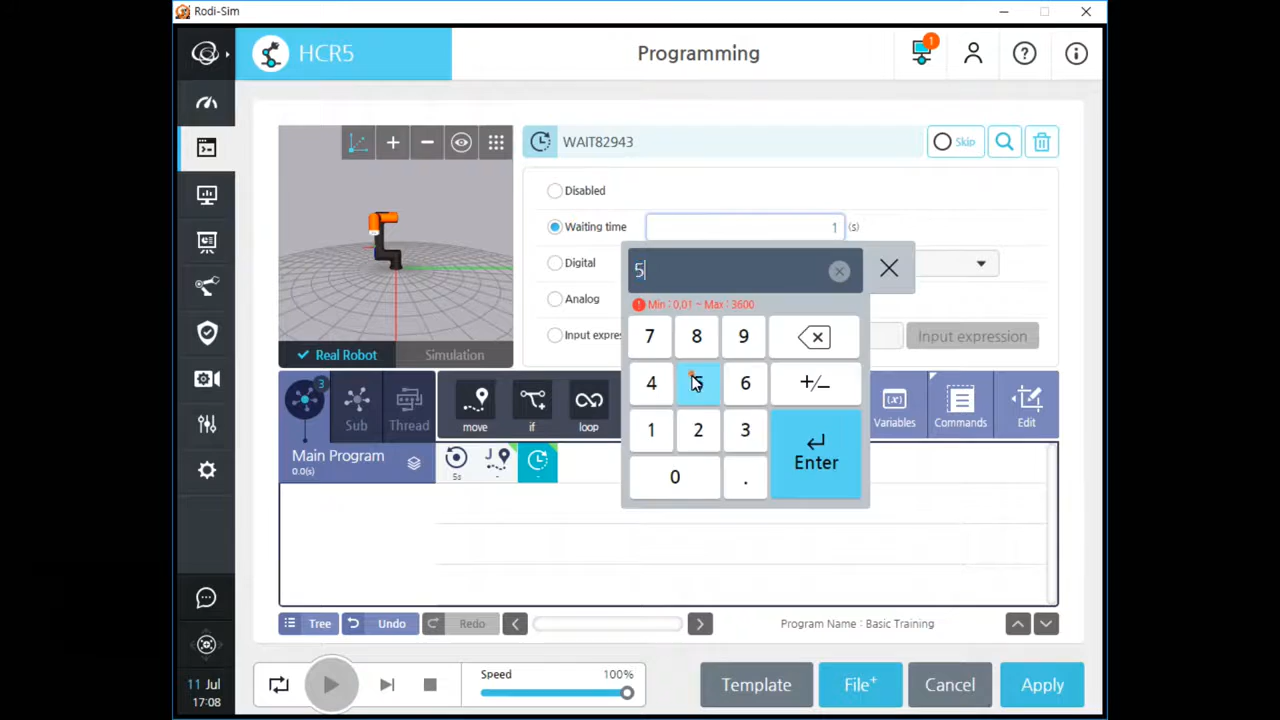 Rodi-Sim
HCR5
Programming
1
WAIT82943
Skip
Disabled
Waiting time
1
(s)
Digital
5
Analog
Min : 0.01 ~ Max : 3600
Input expre
Input expression
7
8
9
Real Robot
Simulation
4
5
6
+/-
3
Sub
Thread
move
if
loop
Variables
Commands
Edit
1
2
3
Enter
0
.
Main Program
0.0(s)
J
5s
-
-
Tree
Undo
Redo
Program Name : Basic Training
Speed
100%
Template
File+
Cancel
Apply
11 Jul
17:08